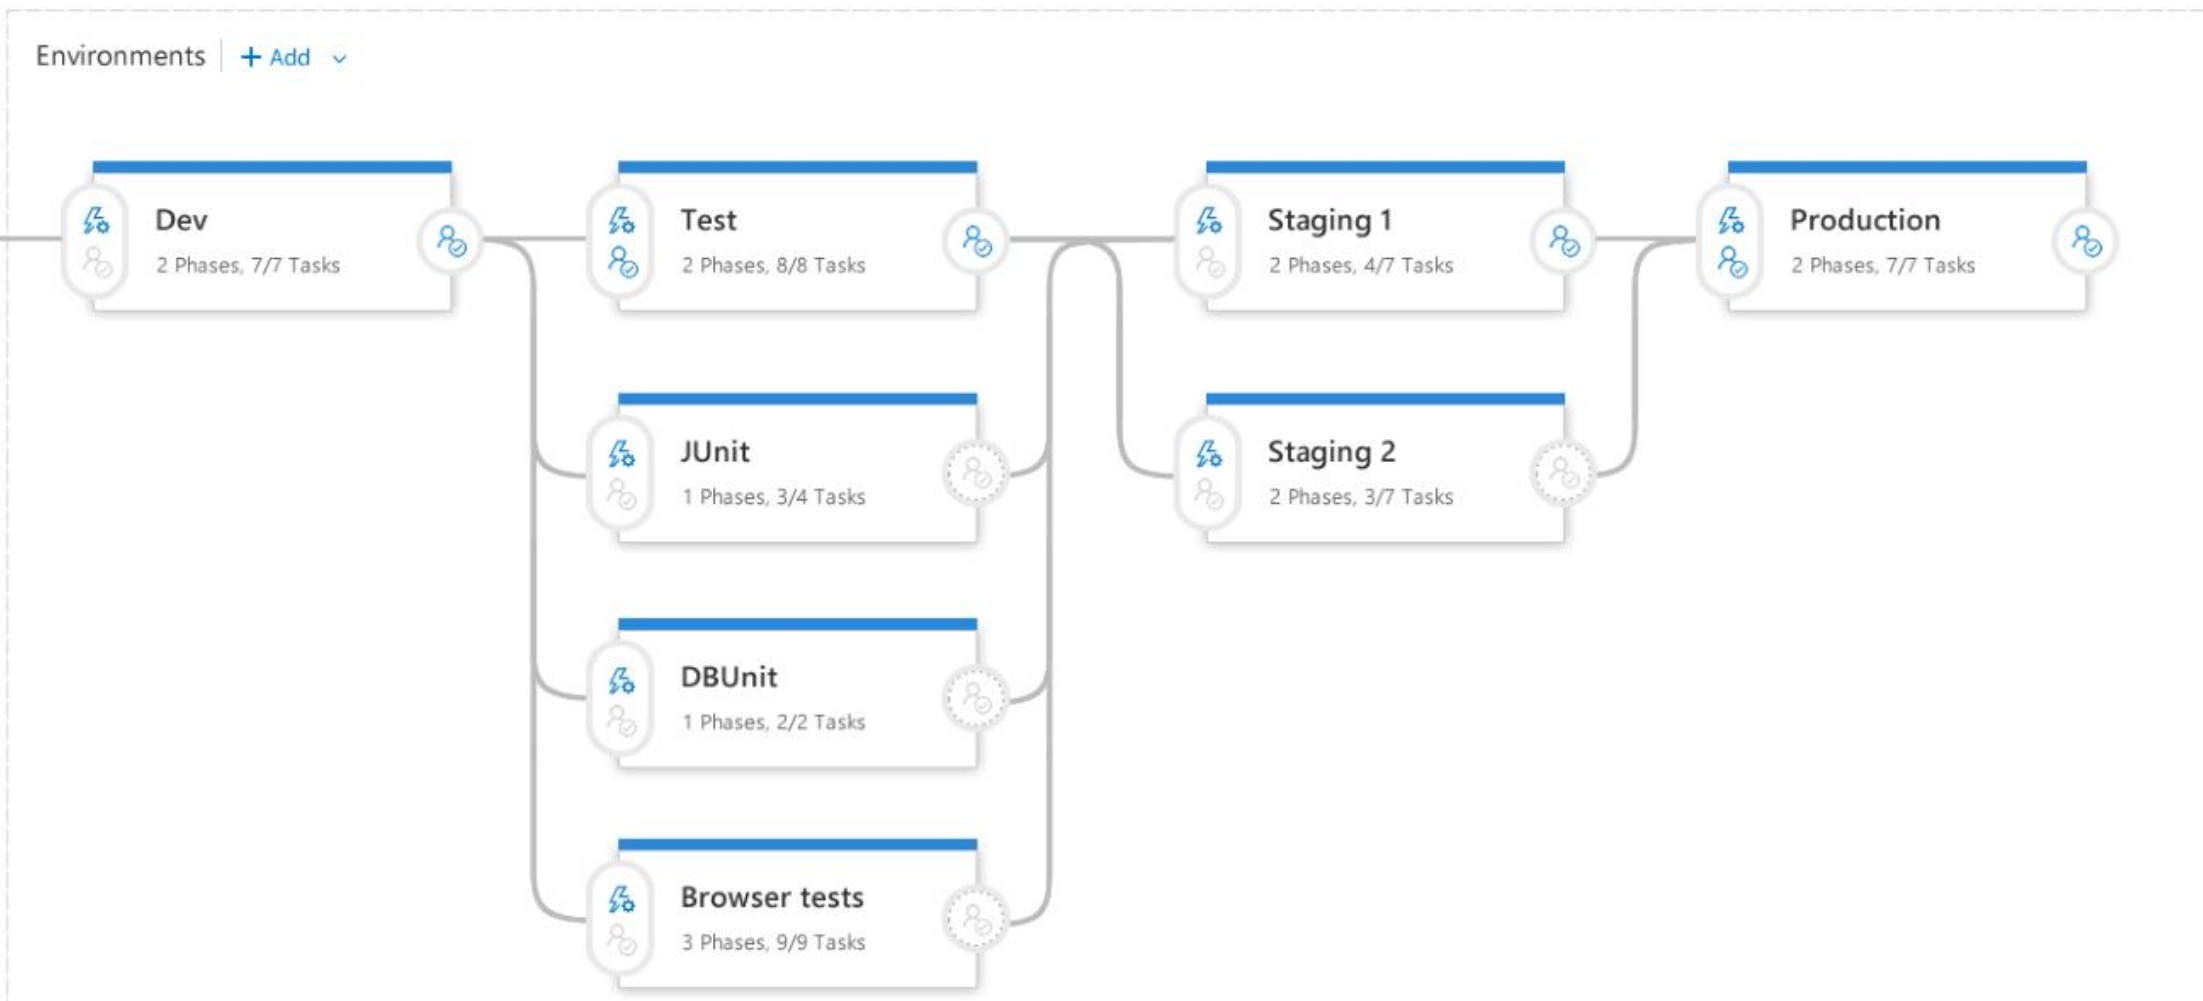 Environments
+ Add
Dev
2 Phases, 7/7 Tasks
Test
2 Phases, 8/8 Tasks
Staging 1
2 Phases, 4/7 Tasks
Production
2 Phases, 7/7 Tasks
JUnit
1 Phases, 3/4 Tasks
Staging 2
2 Phases, 3/7 Tasks
DBUnit
1 Phases, 2/2 Tasks
Browser tests
3 Phases, 9/9 Tasks